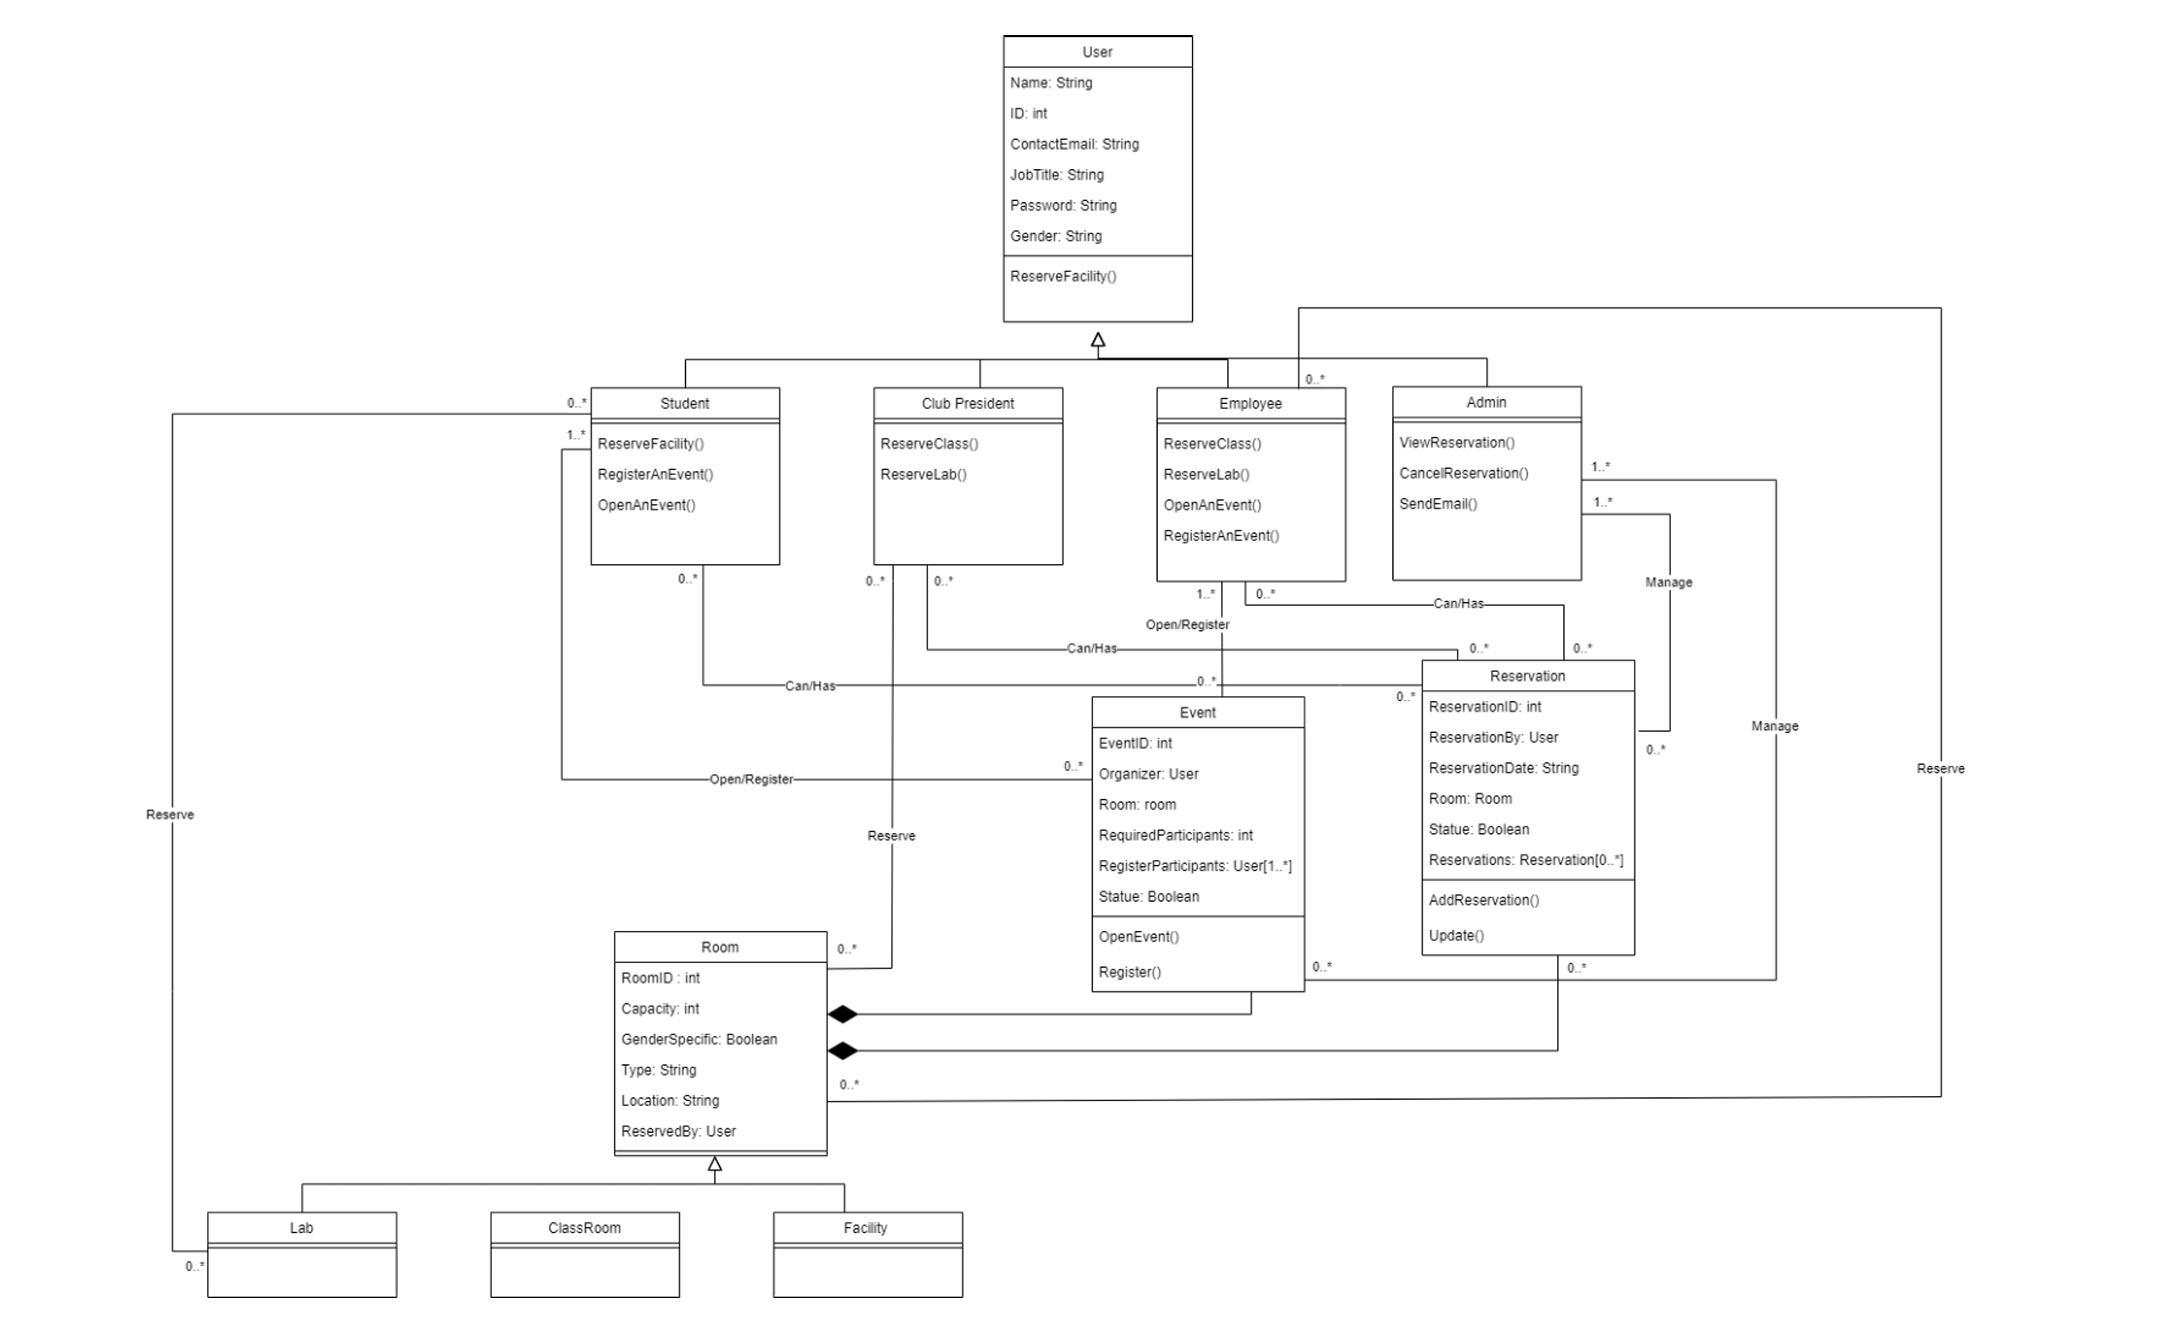 User
Name: String
ID: int
ContactEmail: String
JobTitle: String
Password: String
Gender: String
ReserveFacility()
0..*
Student
ReserveFacility()
RegisterAnEvent()
OpenAnEvent()
0..*
1..*
0..*
Club President
ReserveClass()
ReserveLab()
0..*
0..*
Employee
ReserveClass()
ReserveLab()
OpenAnEvent()
RegisterAnEvent()
1..*
0..*
Admin
ViewReservation()
CancelReservation()
SendEmail()
1..*
1..*
Manage
Can/Has
Open/Register
Can/Has
0..*
0..*
Can/Has
0..*
0..*
Reservation
ReservationID: int
ReservationBy: User
ReservationDate: String
Room: Room
Statue: Boolean
Reservations: Reservation[0..*]
AddReservation()
Update()
0..*
0..*
Manage
Reserve
Event
EventID: int
Organizer: User
Room: room
RequiredParticipants: int
RegisterParticipants: User[1..*]
Statue: Boolean
OpenEvent()
Register()
0..*
0..*
Open/Register
Reserve
Reserve
Room
RoomID : int
Capacity: int
GenderSpecific: Boolean
Type: String
Location: String
ReservedBy: User
0..*
0..*
Lab
0..*
ClassRoom
Facility